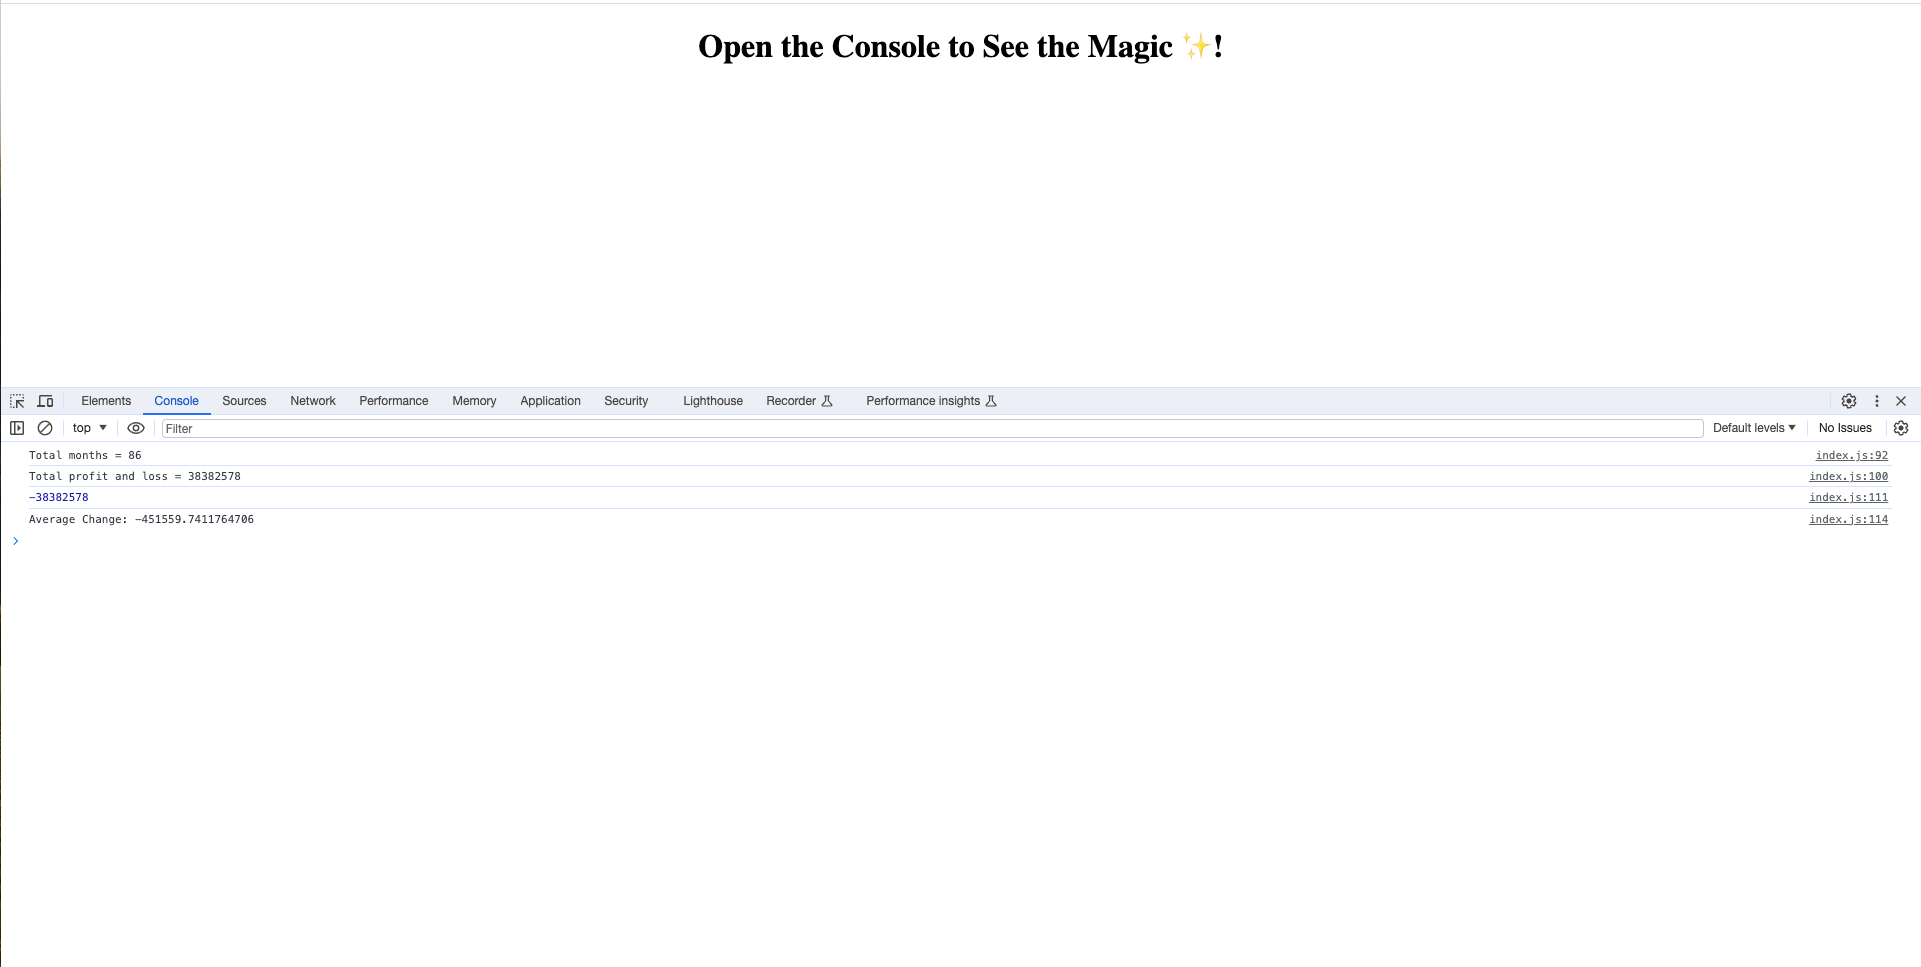 Open the Console to See the Magic ✨!
Elements Console Sources Network Performance Memory Application Security Lighthouse Recorder Performance insights
top Filter Default levels No Issues
Total months = 86 index.js:92
Total profit and loss = 38382578 index.js:100
-38382578 index.js:111
Average Change: -451559.7411764706 index.js:114